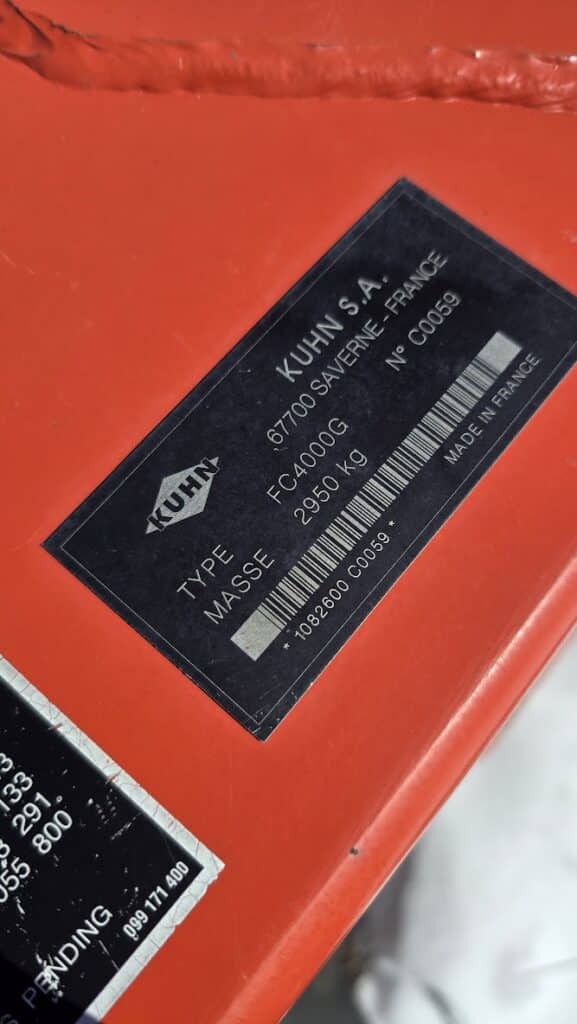 KUHN
KUHN S.A.
67700 SAVERNE - FRANCE
TYPE FC4000G N° C0059
MASSE 2950 kg
* 1082600 C0059 *
MADE IN FRANCE
133
291
055 800
PENDING
099 171 400